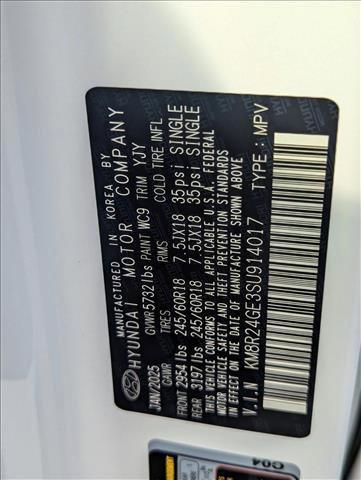 MANUFACTURED IN KOREA BY
HYUNDAI MOTOR COMPANY
JAN/2025 GVWR 5732 lbs PAINT WC9 TRIM YJY
GAWR TIRES RIMS COLD TIRE INFL
FRONT 2954 lbs 245/60R18 7.5JX18 35psi SINGLE
REAR 3197 lbs 245/60R18 7.5JX18 35psi SINGLE
THIS VEHICLE CONFORMS TO ALL APPLICABLE U.S.A. FEDERAL
MOTOR VEHICLE SAFETY AND THEFT PREVENTION STANDARDS
IN EFFECT ON THE DATE OF MANUFACTURE SHOWN ABOVE.
V.I.N KM8R24GE3SU914017 TYPE: MPV
C04